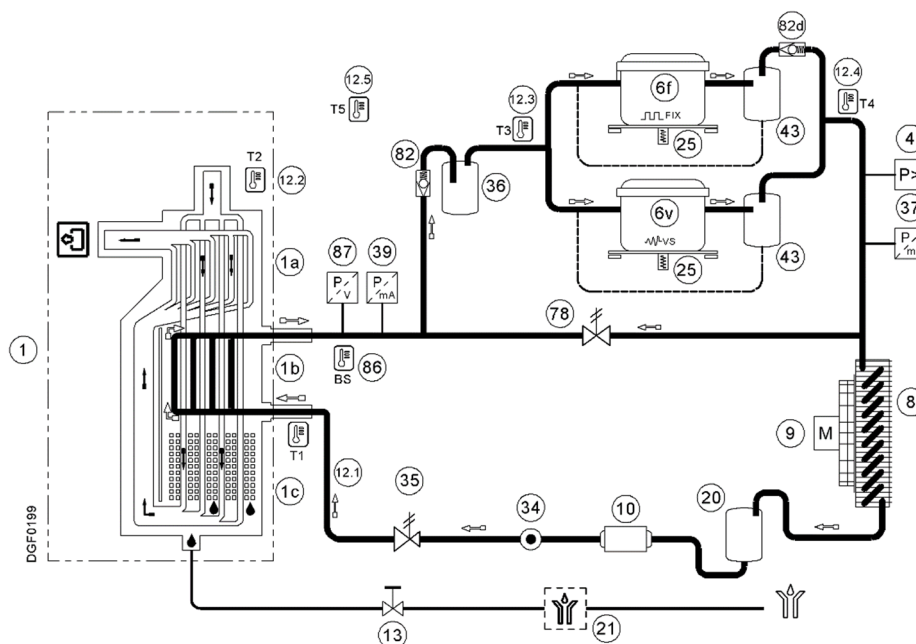 82d
12.5
T5
12.3
T3
6f
FIX
12.4
T4
43
25
4
P>
T2
12.2
82
36
6v
VS
37
P
m
1a
87
39
25
43
P
V
P
mA
78
1
1b
BS
86
8
9
M
T1
12.1
35
20
1c
34
10
DGF0199
13
21